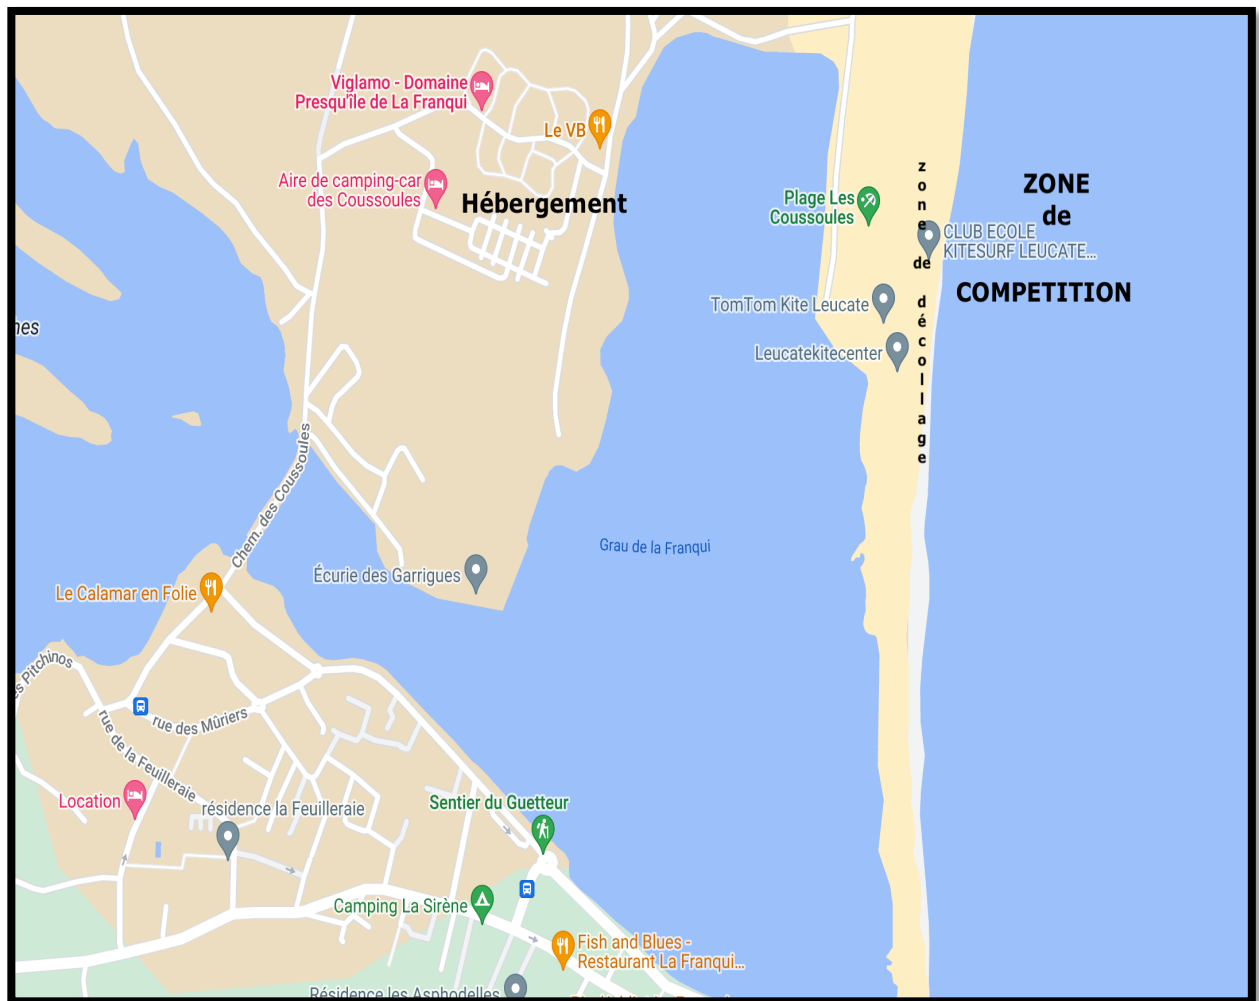 Viglamo - Domaine
Presqu'île de La Franqui
Le VB
Aire de camping-car
des Coussoules
Hébergement
Plage Les
Coussoules
zone de décollage
ZONE
de
COMPETITION
CLUB ECOLE
KITESURF LEUCATE...
TomTom Kite Leucate
Leucatekitecenter
nes
Chem. des Coussoules
Grau de la Franqui
Écurie des Garrigues
Le Calamar en Folie
es Pitchinos
rue des Mûriers
rue de la Feuilleraie
Location
résidence la Feuilleraie
Sentier du Guetteur
Camping La Sirène
Fish and Blues -
Restaurant La Franqui...
Résidence les Asphodelles